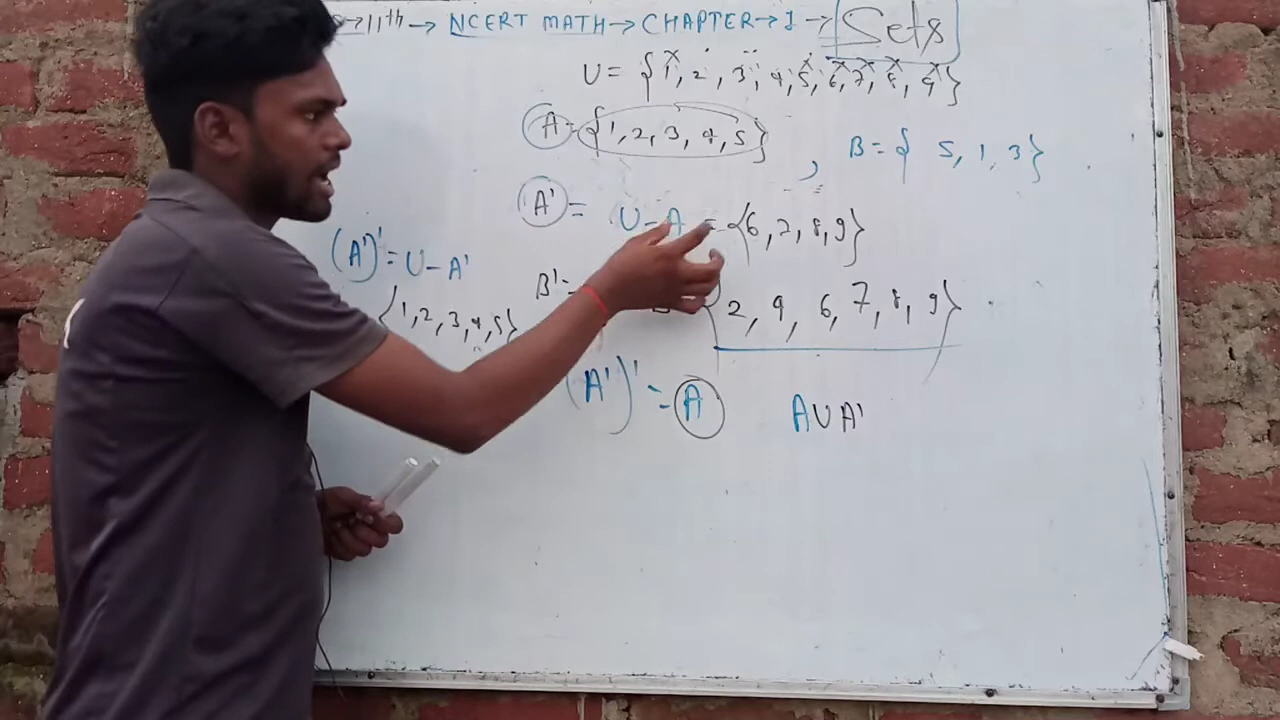 11th → NCERT MATH → CHAPTER → 1 → Sets
U = {1, 2, 3, 4, 5, 6, 7, 8, 9}
A = {1, 2, 3, 4, 5}, B = { 5, 1, 3}
A' = U - A = {6, 7, 8, 9}
(A')' = U - A'
{1, 2, 3, 4, 5}
B' = {2, 4, 6, 7, 8, 9}
(A')' = A
A ∪ A'